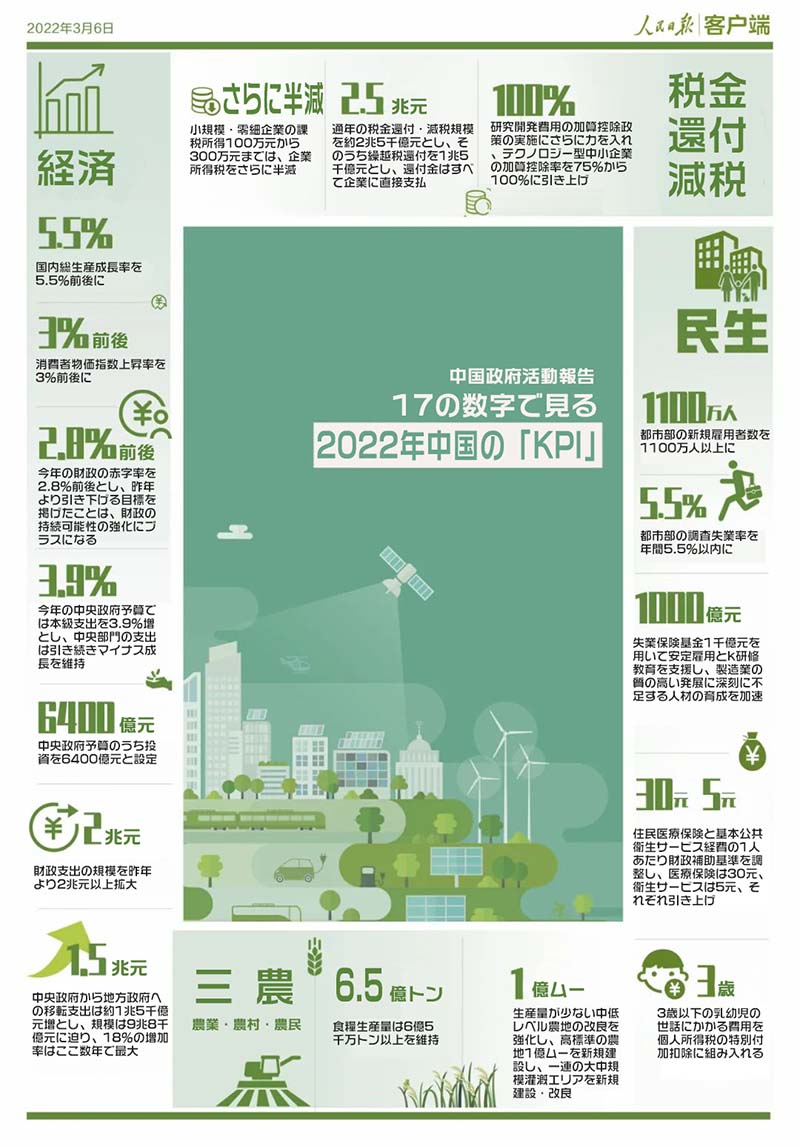 2022年3月6日
人民日报 客户端
経済
5.5%
国内総生産成長率を
5.5%前後に
3%前後
消費者物価指数上昇率を
3%前後に
2.8%前後
今年の財政の赤字率を
2.8%前後とし、昨年
より引き下げる目標を
掲げたことは、財政の
持続可能性の強化にプ
ラスになる
3.9%
今年の中央政府予算で
は本級支出を3.9%増
とし、中央部門の支出
は引き続きマイナス成
長を維持
6400億元
中央政府予算のうち投
資を6400億元と設定
2兆元
財政支出の規模を昨年
より2兆元以上拡大
1.5兆元
中央政府から地方政府へ
の移転支出は約1兆5千億
元増とし、規模は9兆8千
億元に迫り、18%の増加
率はここ数年で最大
さらに半減
小規模・零細企業の課
税所得100万元から
300万元までは、企業
所得税をさらに半減
2.5兆元
通年の税金還付・減税規模
を約2兆5千億元とし、そ
のうち繰越税還付を1兆5
千億元とし、還付金はすべ
て企業に直接支払
100%
研究開発費用の加算控除政
策の実施にさらに力を入れ
、テクノロジー型中小企業
の加算控除率を75%から
100%に引き上げ
税金
還付
減税
中国政府活動報告
17の数字で見る
2022年中国の「KPI」
民生
1100万人
都市部の新規雇用者数を
1100万人以上に
5.5%
都市部の調査失業率を
年間5.5%以内に
1000億元
失業保険基金1千億元を
用いて安定雇用とk研修
教育を支援し、製造業の
質の高い発展に深刻に不
足する人材の育成を加速
30元 5元
住民医療保険と基本公共
衛生サービス経費の1人
あたり財政補助基準を調
整し、医療保険は30元、
衛生サービスは5元、そ
れぞれ引き上げ
3歳
3歳以下の乳幼児の
世話にかかる費用を
個人所得税の特別付
加扣除に組み入れる
三農
農業・農村・農民
6.5億トン
食糧生産量は6億5
千万トン以上を維持
1億ムー
生産量が少ない中低
レベル農地の改良を
強化し、高標準の農
地1億ムーを新規建
設し、一連の大中規
模灌漑エリアを新規
建設・改良